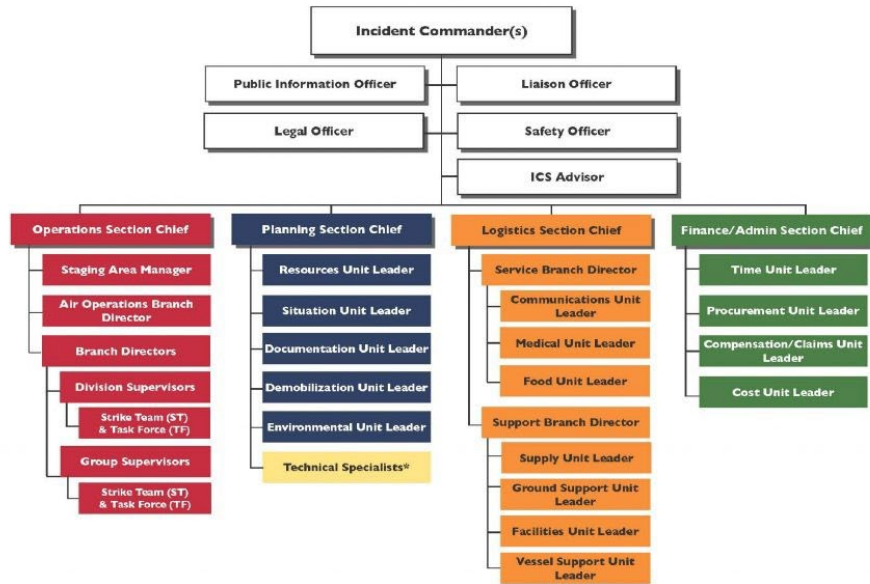 Incident Commander(s)
Public Information Officer
Liaison Officer
Legal Officer
Safety Officer
ICS Advisor
Operations Section Chief
Staging Area Manager
Air Operations Branch
Director
Branch Directors
Division Supervisors
Strike Team (ST)
& Task Force (TF)
Group Supervisors
Strike Team (ST)
& Task Force (TF)
Planning Section Chief
Resources Unit Leader
Situation Unit Leader
Documentation Unit Leader
Demobilization Unit Leader
Environmental Unit Leader
Technical Specialists*
Logistics Section Chief
Service Branch Director
Communications Unit
Leader
Medical Unit Leader
Food Unit Leader
Support Branch Director
Supply Unit Leader
Ground Support Unit
Leader
Facilities Unit Leader
Vessel Support Unit
Leader
Finance/Admin Section Chief
Time Unit Leader
Procurement Unit Leader
Compensation/Claims Unit
Leader
Cost Unit Leader